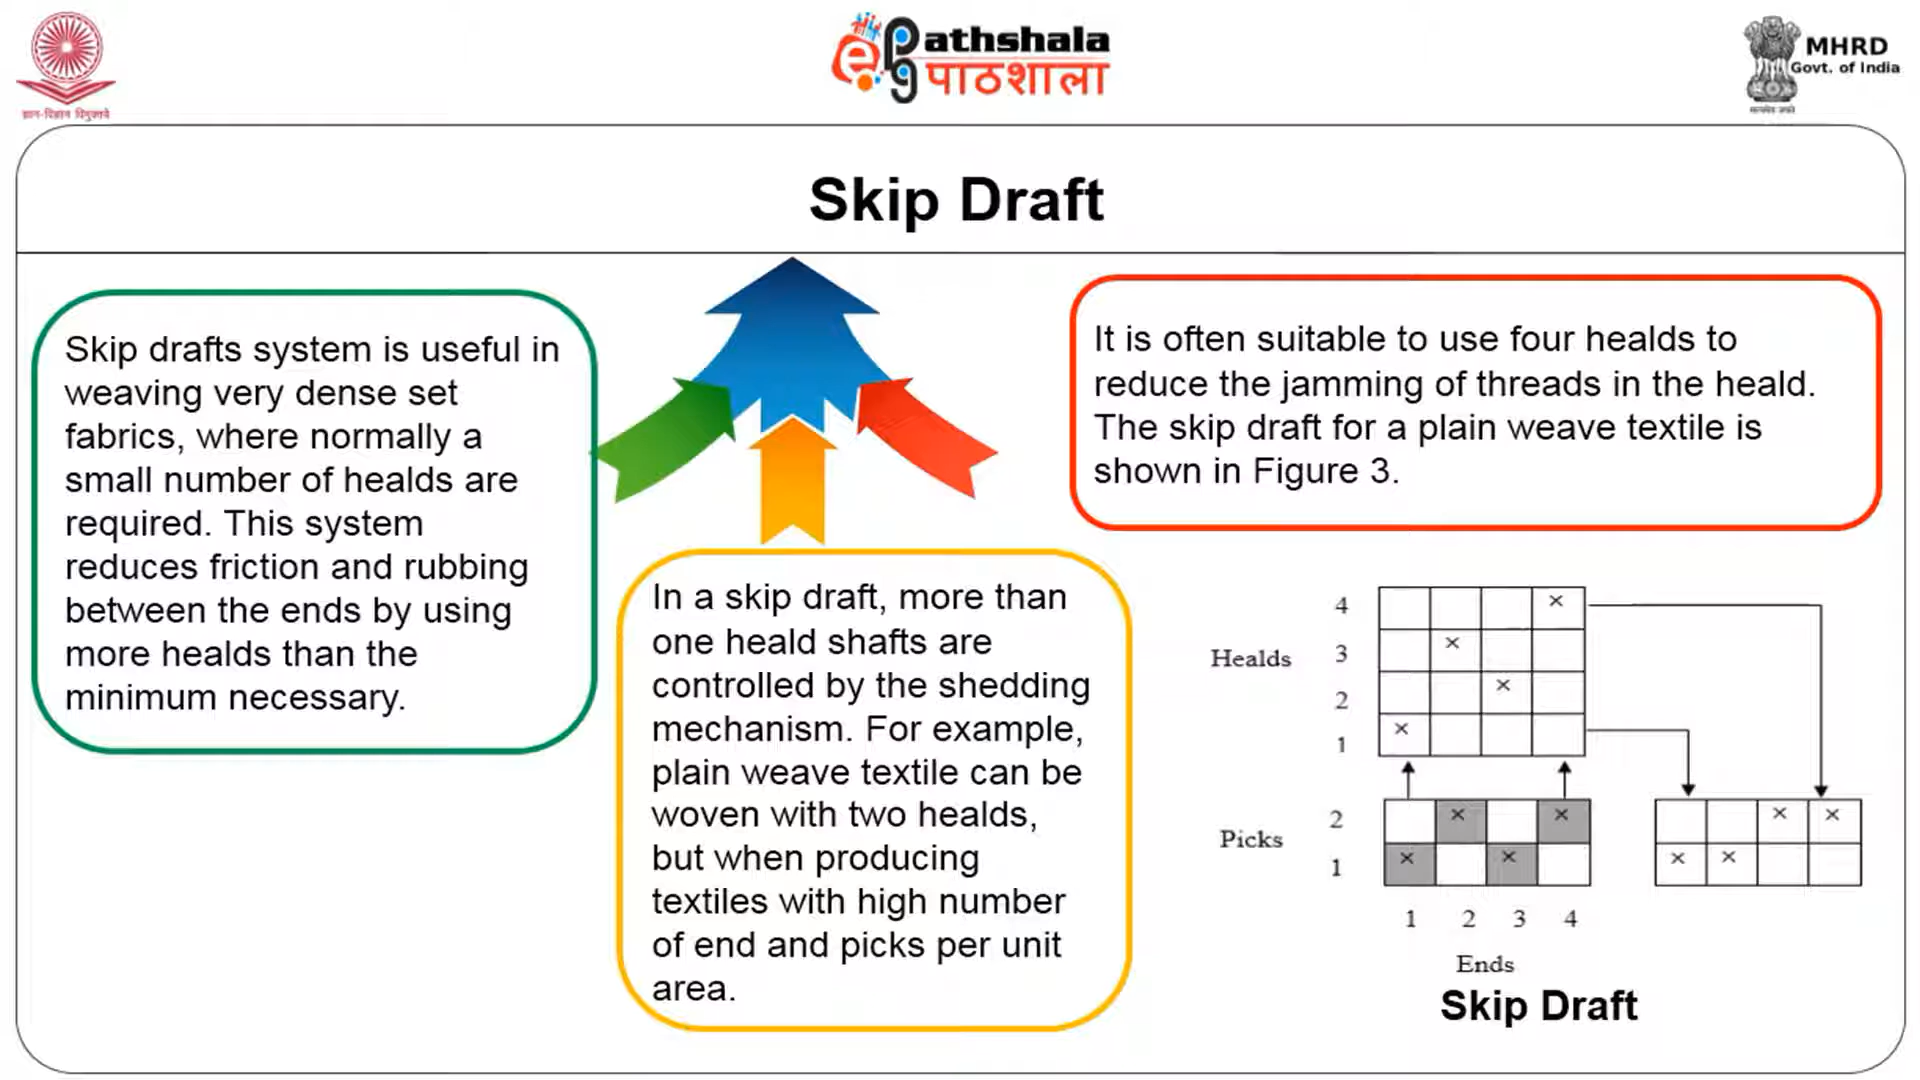 ज्ञान-विज्ञान विमुक्तये
e
pg
athshala
पाठशाला
MHRD
Govt. of India
सत्यमेव जयते
Skip Draft
Skip drafts system is useful in
weaving very dense set
fabrics, where normally a
small number of healds are
required. This system
reduces friction and rubbing
between the ends by using
more healds than the
minimum necessary.
In a skip draft, more than
one heald shafts are
controlled by the shedding
mechanism. For example,
plain weave textile can be
woven with two healds,
but when producing
textiles with high number
of end and picks per unit
area.
It is often suitable to use four healds to
reduce the jamming of threads in the heald.
The skip draft for a plain weave textile is
shown in Figure 3.
4 ×
Healds 3 ×
2 ×
1 ×
Picks 2 × × × ×
1 × × × ×
1 2 3 4
Ends
Skip Draft